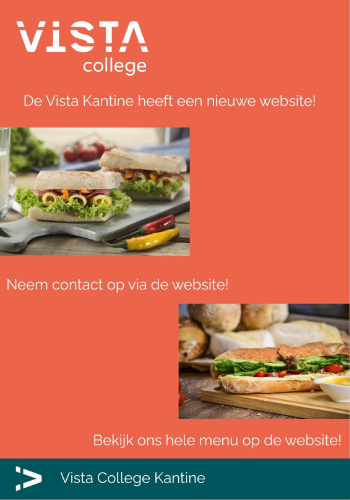 VISTA
college
De Vista Kantine heeft een nieuwe website!
Neem contact op via de website!
Bekijk ons hele menu op de website!
Vista College Kantine